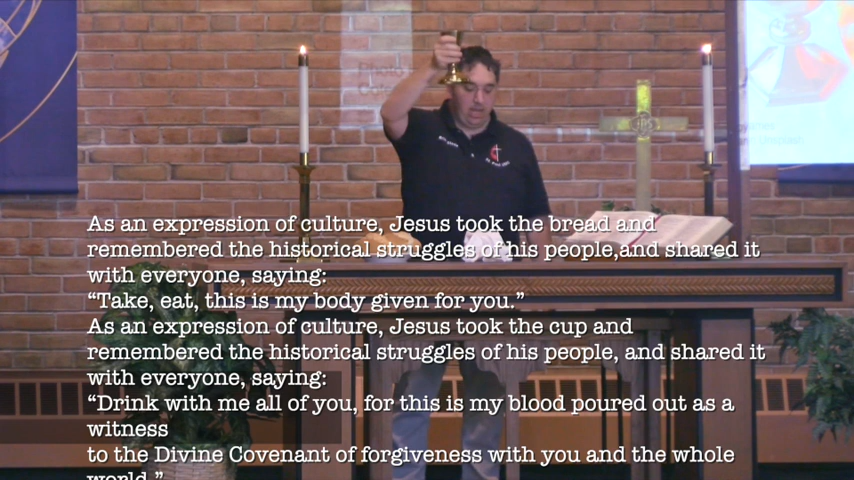 As an expression of culture, Jesus took the bread and
remembered the historical struggles of his people,and shared it
with everyone, saying:
“Take, eat, this is my body given for you.”
As an expression of culture, Jesus took the cup and
remembered the historical struggles of his people, and shared it
with everyone, saying:
“Drink with me all of you, for this is my blood poured out as a
witness
to the Divine Covenant of forgiveness with you and the whole
world.”